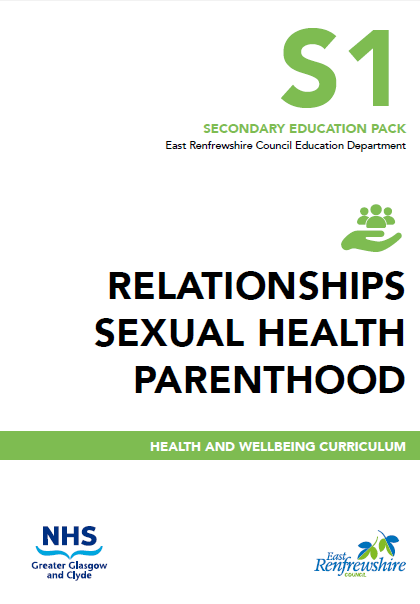 S1
SECONDARY EDUCATION PACK
East Renfrewshire Council Education Department
RELATIONSHIPS
SEXUAL HEALTH
PARENTHOOD
HEALTH AND WELLBEING CURRICULUM
NHS
Greater Glasgow
and Clyde
East
Renfrewshire
COUNCIL